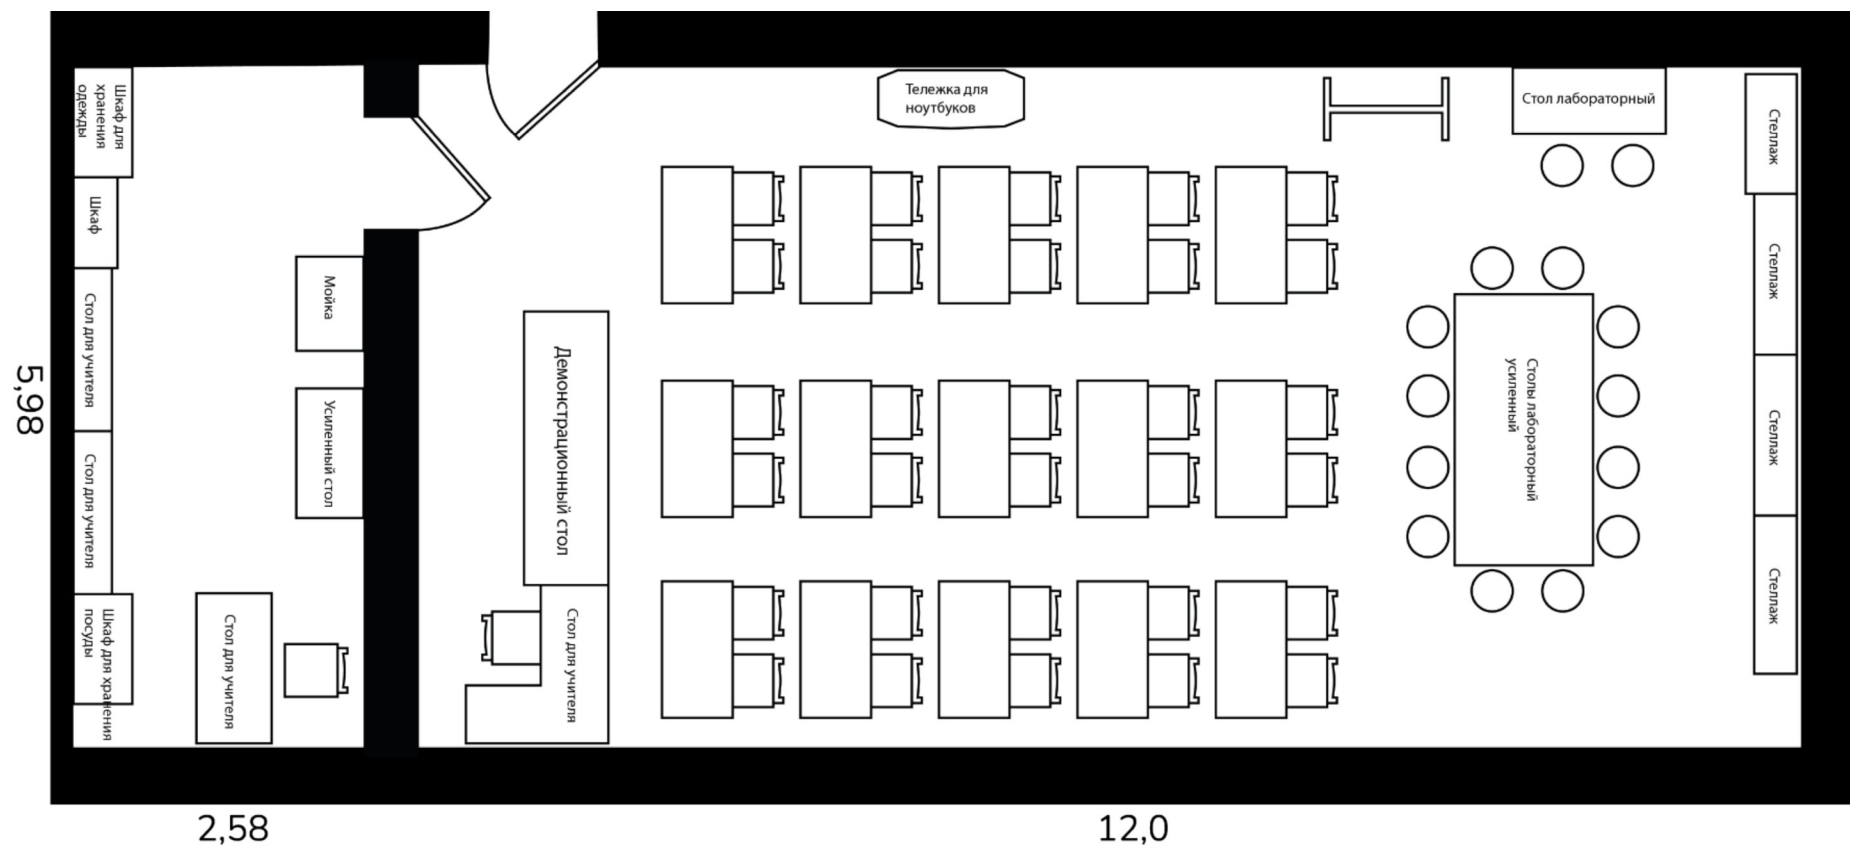 Шкаф для
хранения
одежды
Шкаф
Стол для учителя
Стол для учителя
Шкаф для хранения
посуды
Мойка
Усиленный стол
Стол для учителя
Демонстрационный стол
Стол для учителя
Тележка для
ноутбуков
Стол лабораторный
Столы лабораторный
усиленный
Стеллаж
Стеллаж
Стеллаж
Стеллаж
5,98
2,58
12,0